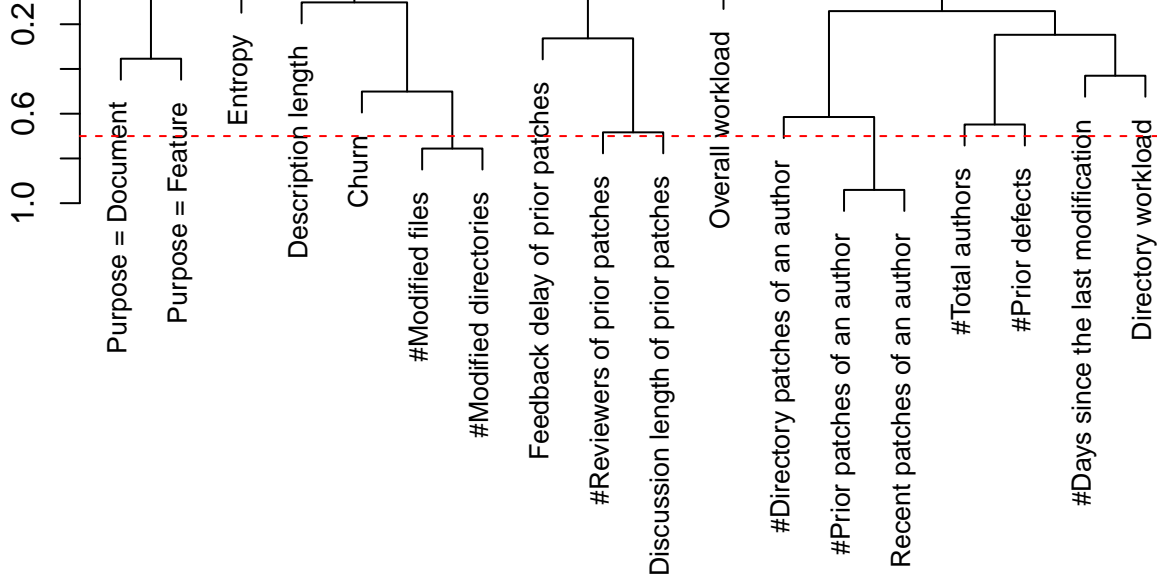 0.2
0.6
1.0
Purpose = Document
Purpose = Feature
Entropy
Description length
Churn
#Modified files
#Modified directories
Feedback delay of prior patches
#Reviewers of prior patches
Discussion length of prior patches
Overall workload
#Directory patches of an author
#Prior patches of an author
Recent patches of an author
#Total authors
#Prior defects
#Days since the last modification
Directory workload